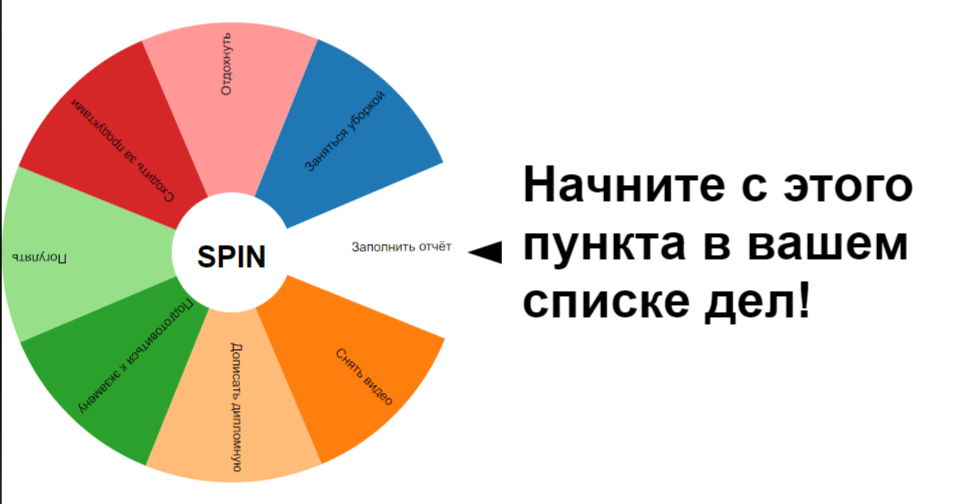 Отдохнуть
Заняться уборкой
Сходить за продуктами
Заполнить отчёт
SPIN
Погулять
Снять видео
Дописать дипломную
Подготовиться к экзамену
Начните с этого
пункта в вашем
списке дел!